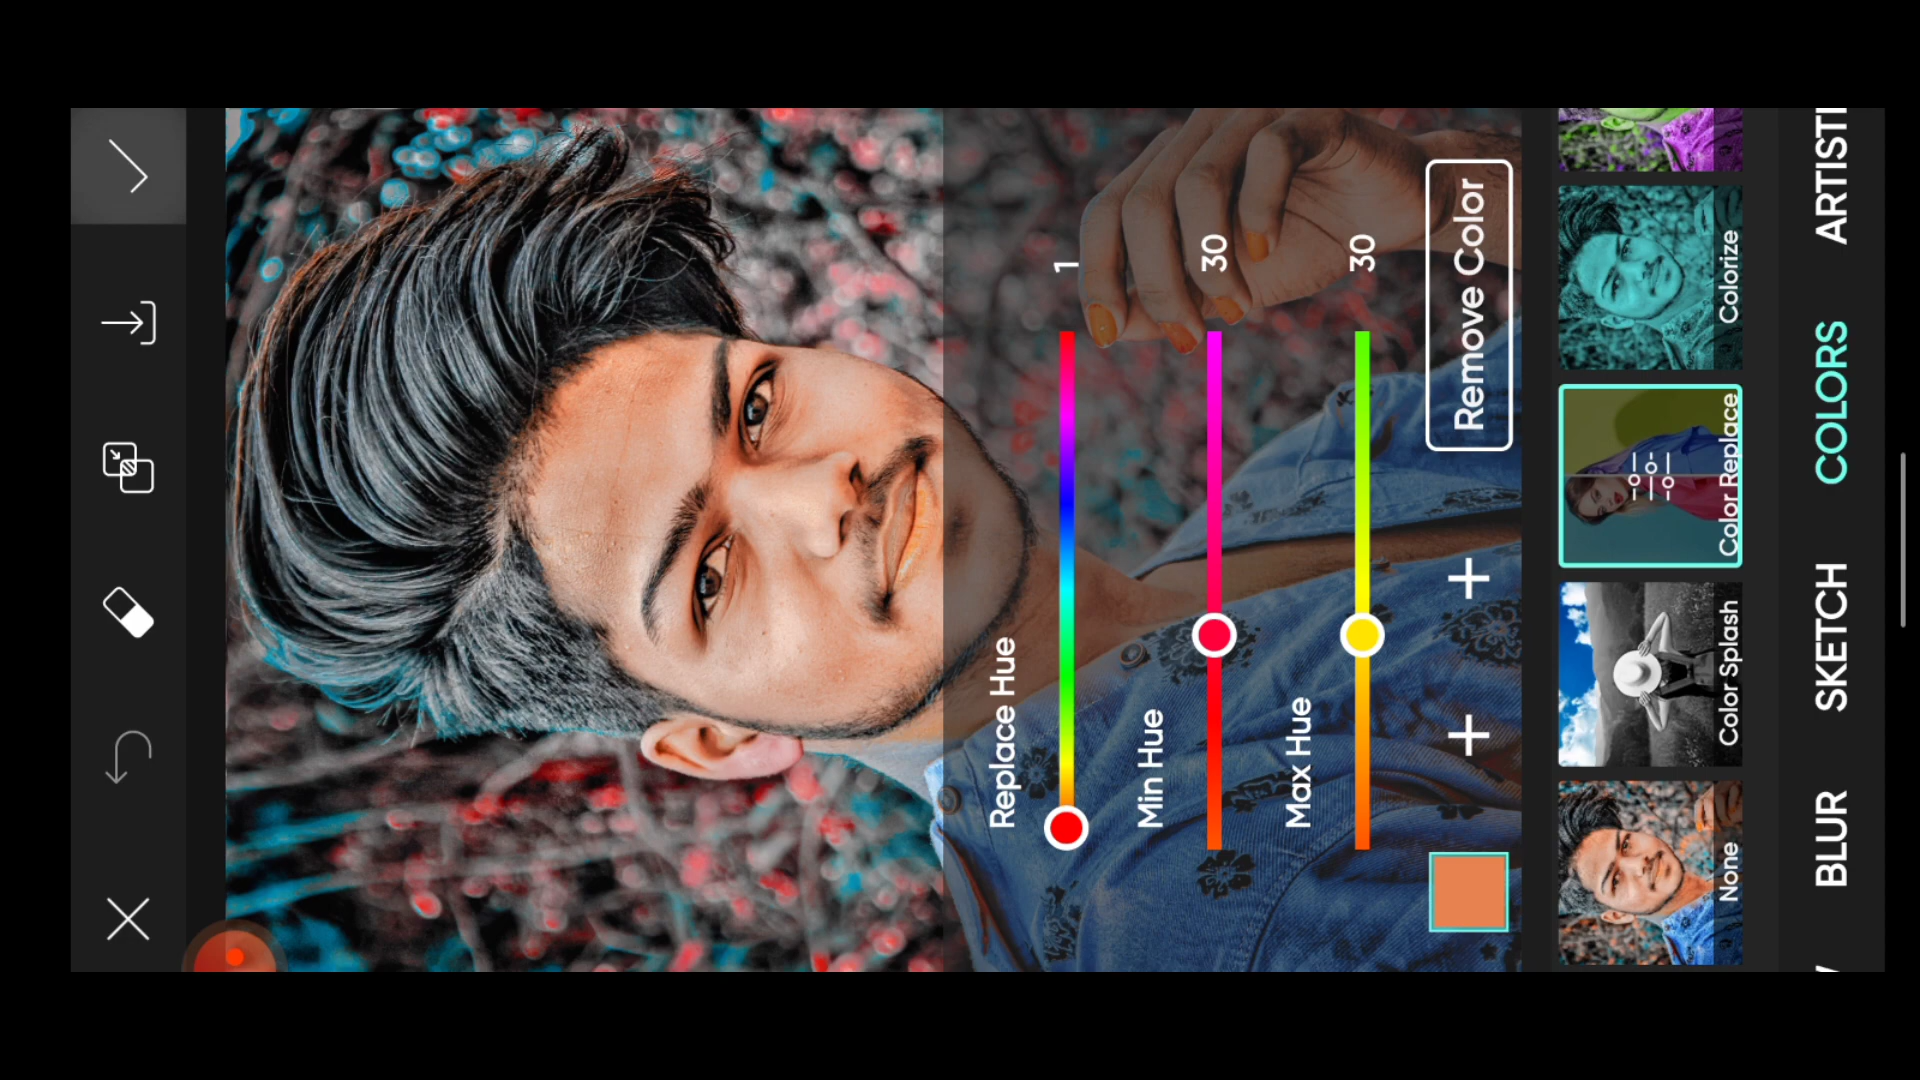 Replace Hue 1
Min Hue 30
Max Hue 30
Remove Color
None
Color Splash
Color Replace
Colorize
BLUR
SKETCH
COLORS
ARTISTI